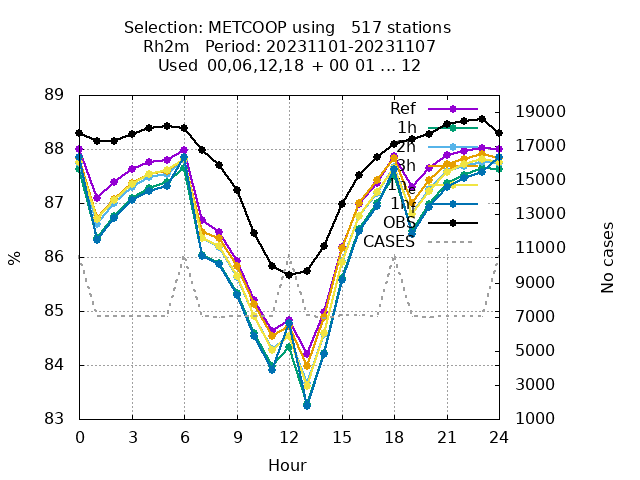 Selection: METCOOP using   517 stations
Rh2m   Period: 20231101-20231107
Used  00,06,12,18  + 00 01 ... 12
89
88
87
86
85
84
83
%
19000
17000
15000
13000
11000
9000
7000
5000
3000
1000
No cases
Ref
1h
2h
3h
OBS
CASES
0 3 6 9 12 15 18 21 24
Hour